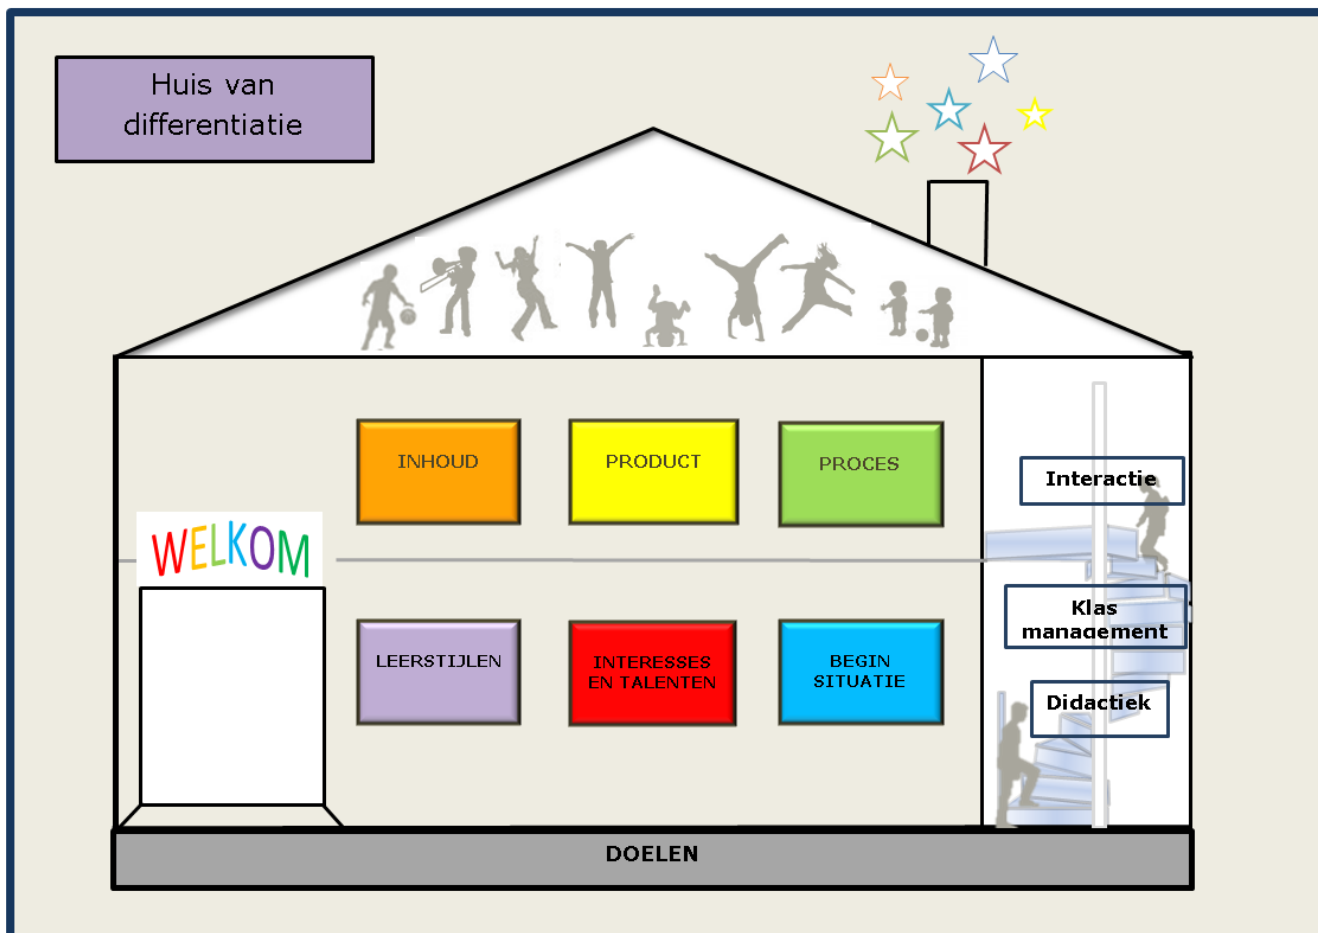 Huis van
differentiatie
INHOUD
PRODUCT
PROCES
Interactie
WELKOM
Klas
management
LEERSTIJLEN
INTERESSES
EN TALENTEN
BEGIN
SITUATIE
Didactiek
DOELEN